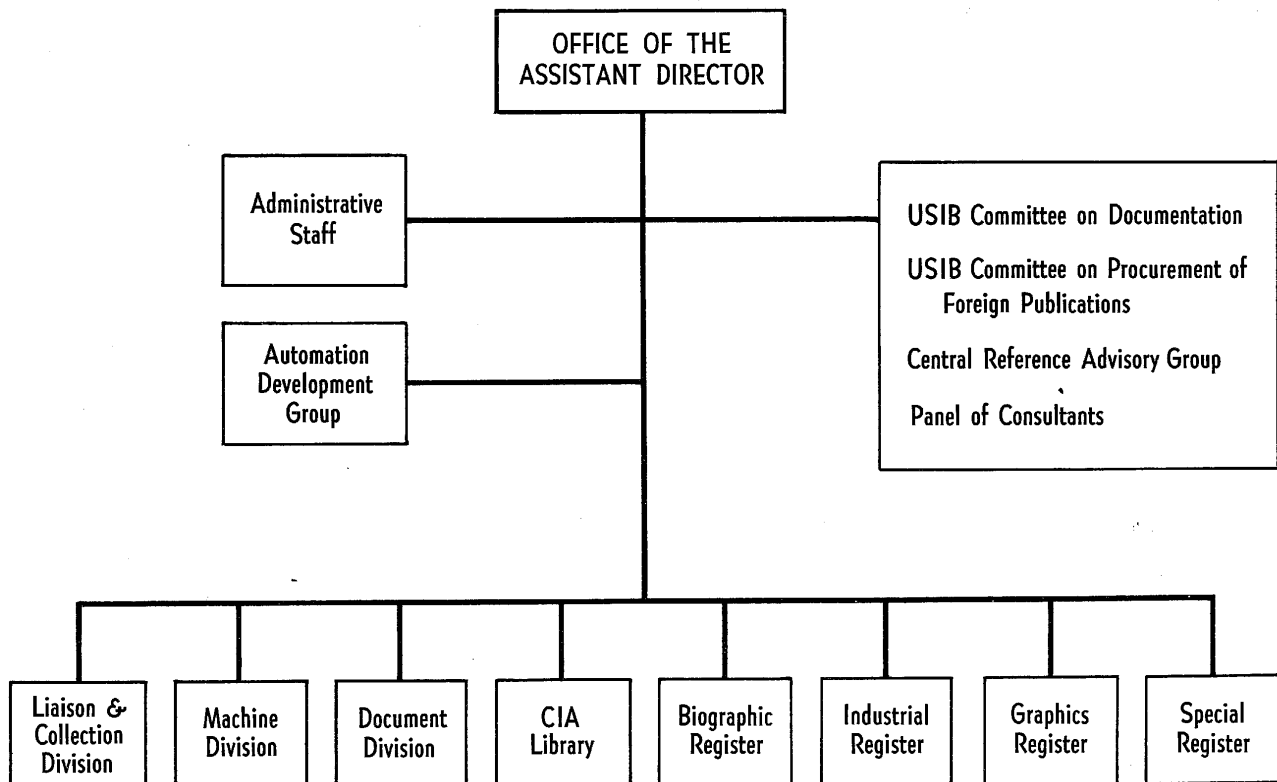 OFFICE OF THE
ASSISTANT DIRECTOR
Administrative
Staff
USIB Committee on Documentation
USIB Committee on Procurement of
Foreign Publications
Central Reference Advisory Group
Panel of Consultants
Automation
Development
Group
Liaison &
Collection
Division
Machine
Division
Document
Division
CIA
Library
Biographic
Register
Industrial
Register
Graphics
Register
Special
Register